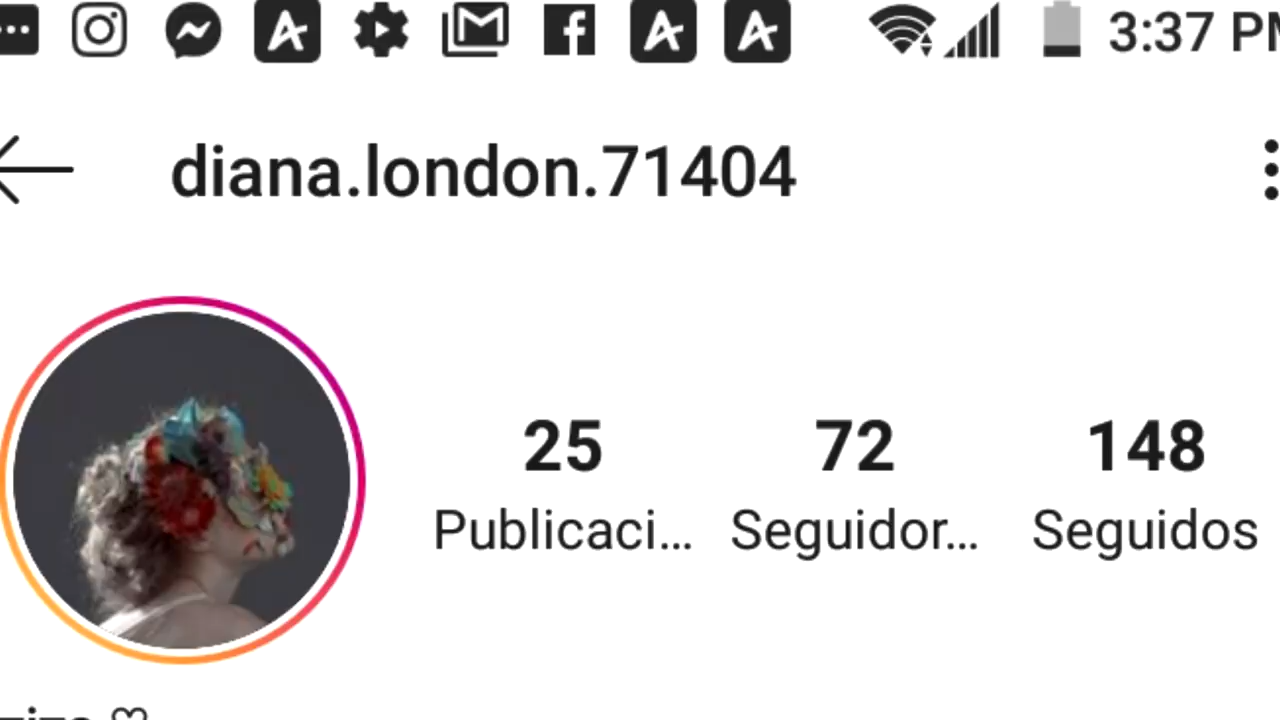 3:37 PM
diana.london.71404
25
72
148
Publicaci...
Seguidor...
Seguidos